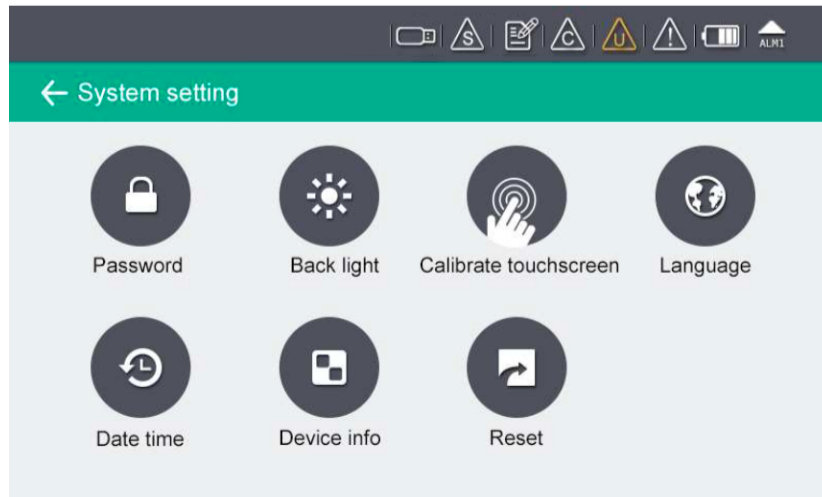 S
C
U
!
ALM1
System setting
Password
Back light
Calibrate touchscreen
Language
Date time
Device info
Reset